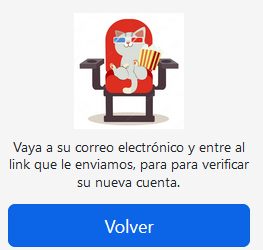 Vaya a su correo electrónico y entre al
link que le enviamos, para para verificar
su nueva cuenta.
Volver